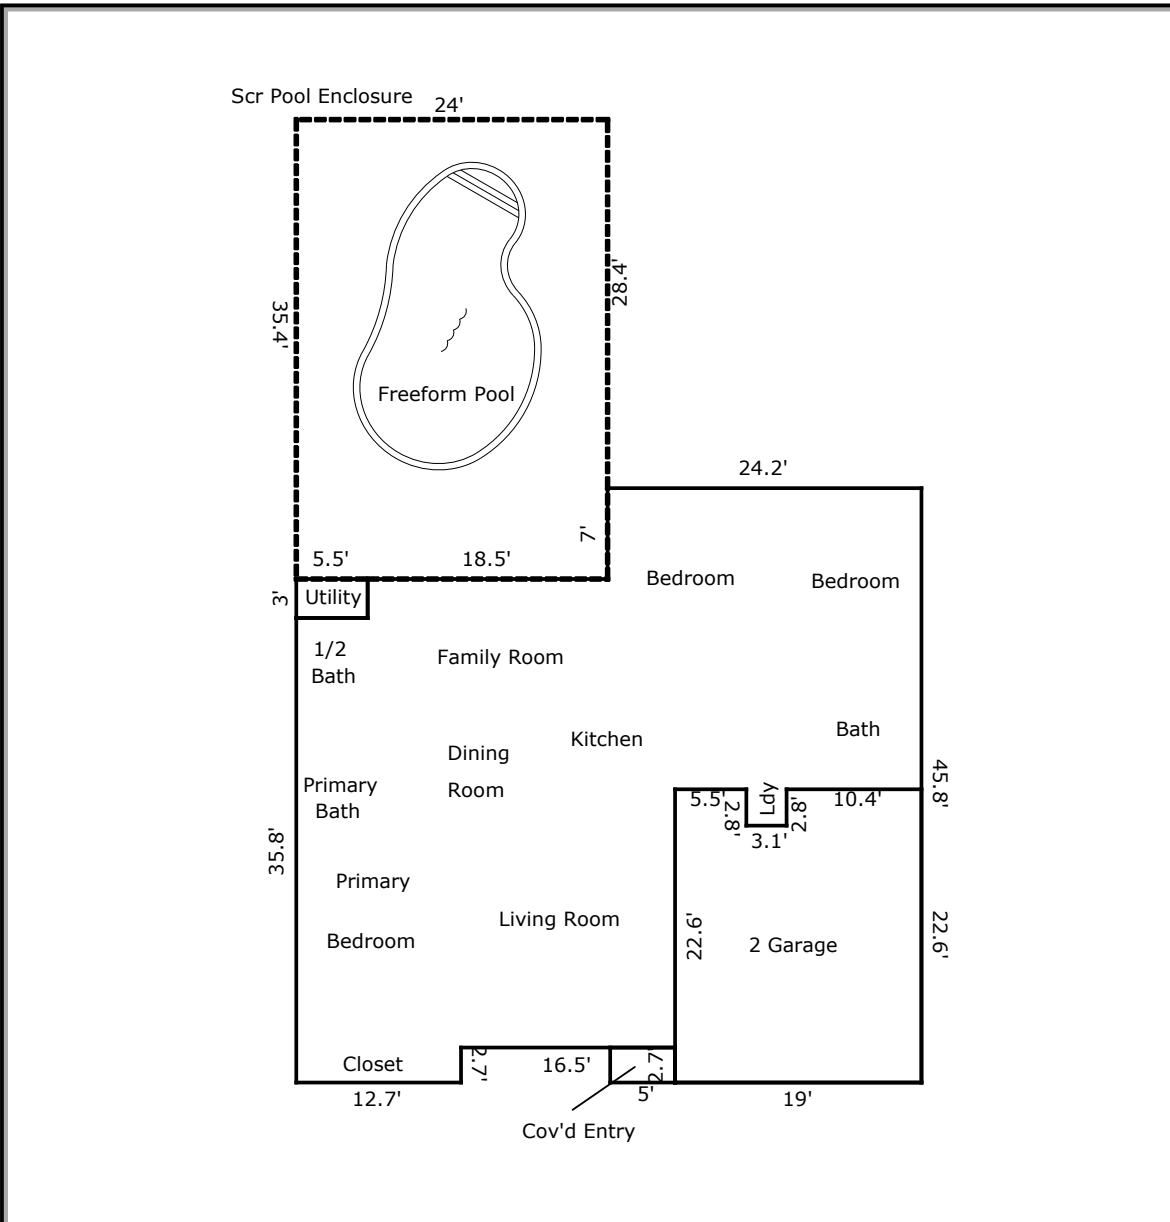 Scr Pool Enclosure
24'
35.4'
28.4'
Freeform Pool
24.2'
7'
5.5'
18.5'
3'
Utility
Bedroom
Bedroom
1/2
Bath
Family Room
Kitchen
Bath
Dining
Room
Primary
Bath
45.8'
5.5'
2.8'
Ldy
2.8'
10.4'
3.1'
35.8'
Primary
Bedroom
Living Room
22.6'
2 Garage
22.6'
Closet
2.7'
16.5'
2.7'
12.7'
5'
19'
Cov'd Entry